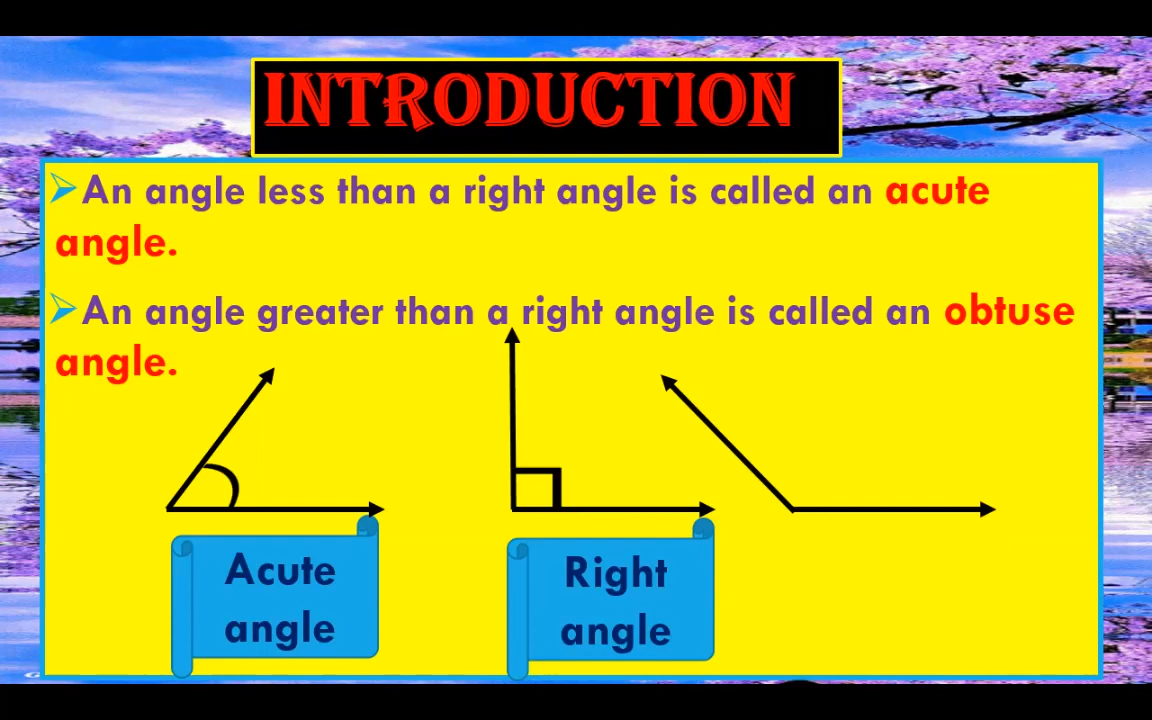 INTRODUCTION
An angle less than a right angle is called an acute
angle.
An angle greater than a right angle is called an obtuse
angle.
Acute
angle
Right
angle